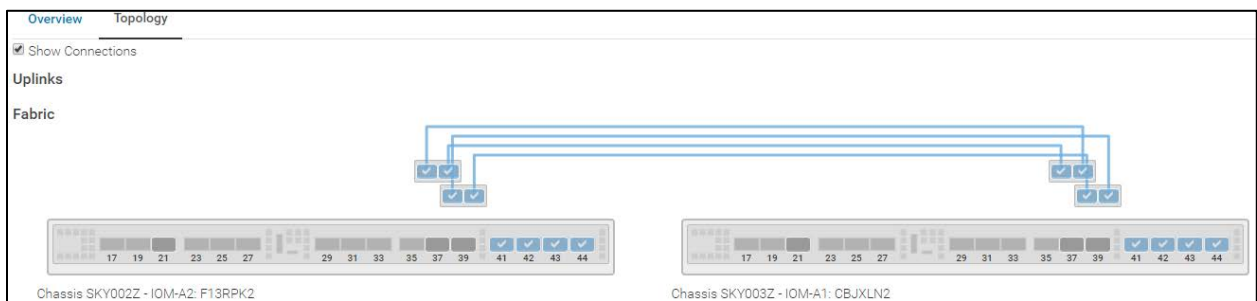 Overview Topology
Show Connections
Uplinks
Fabric
17 19 21 23 25 27 29 31 33 35 37 39 41 42 43 44
17 19 21 23 25 27 29 31 33 35 37 39 41 42 43 44
Chassis SKY002Z - IOM-A2: F13RPK2
Chassis SKY003Z - IOM-A1: CBJXLN2